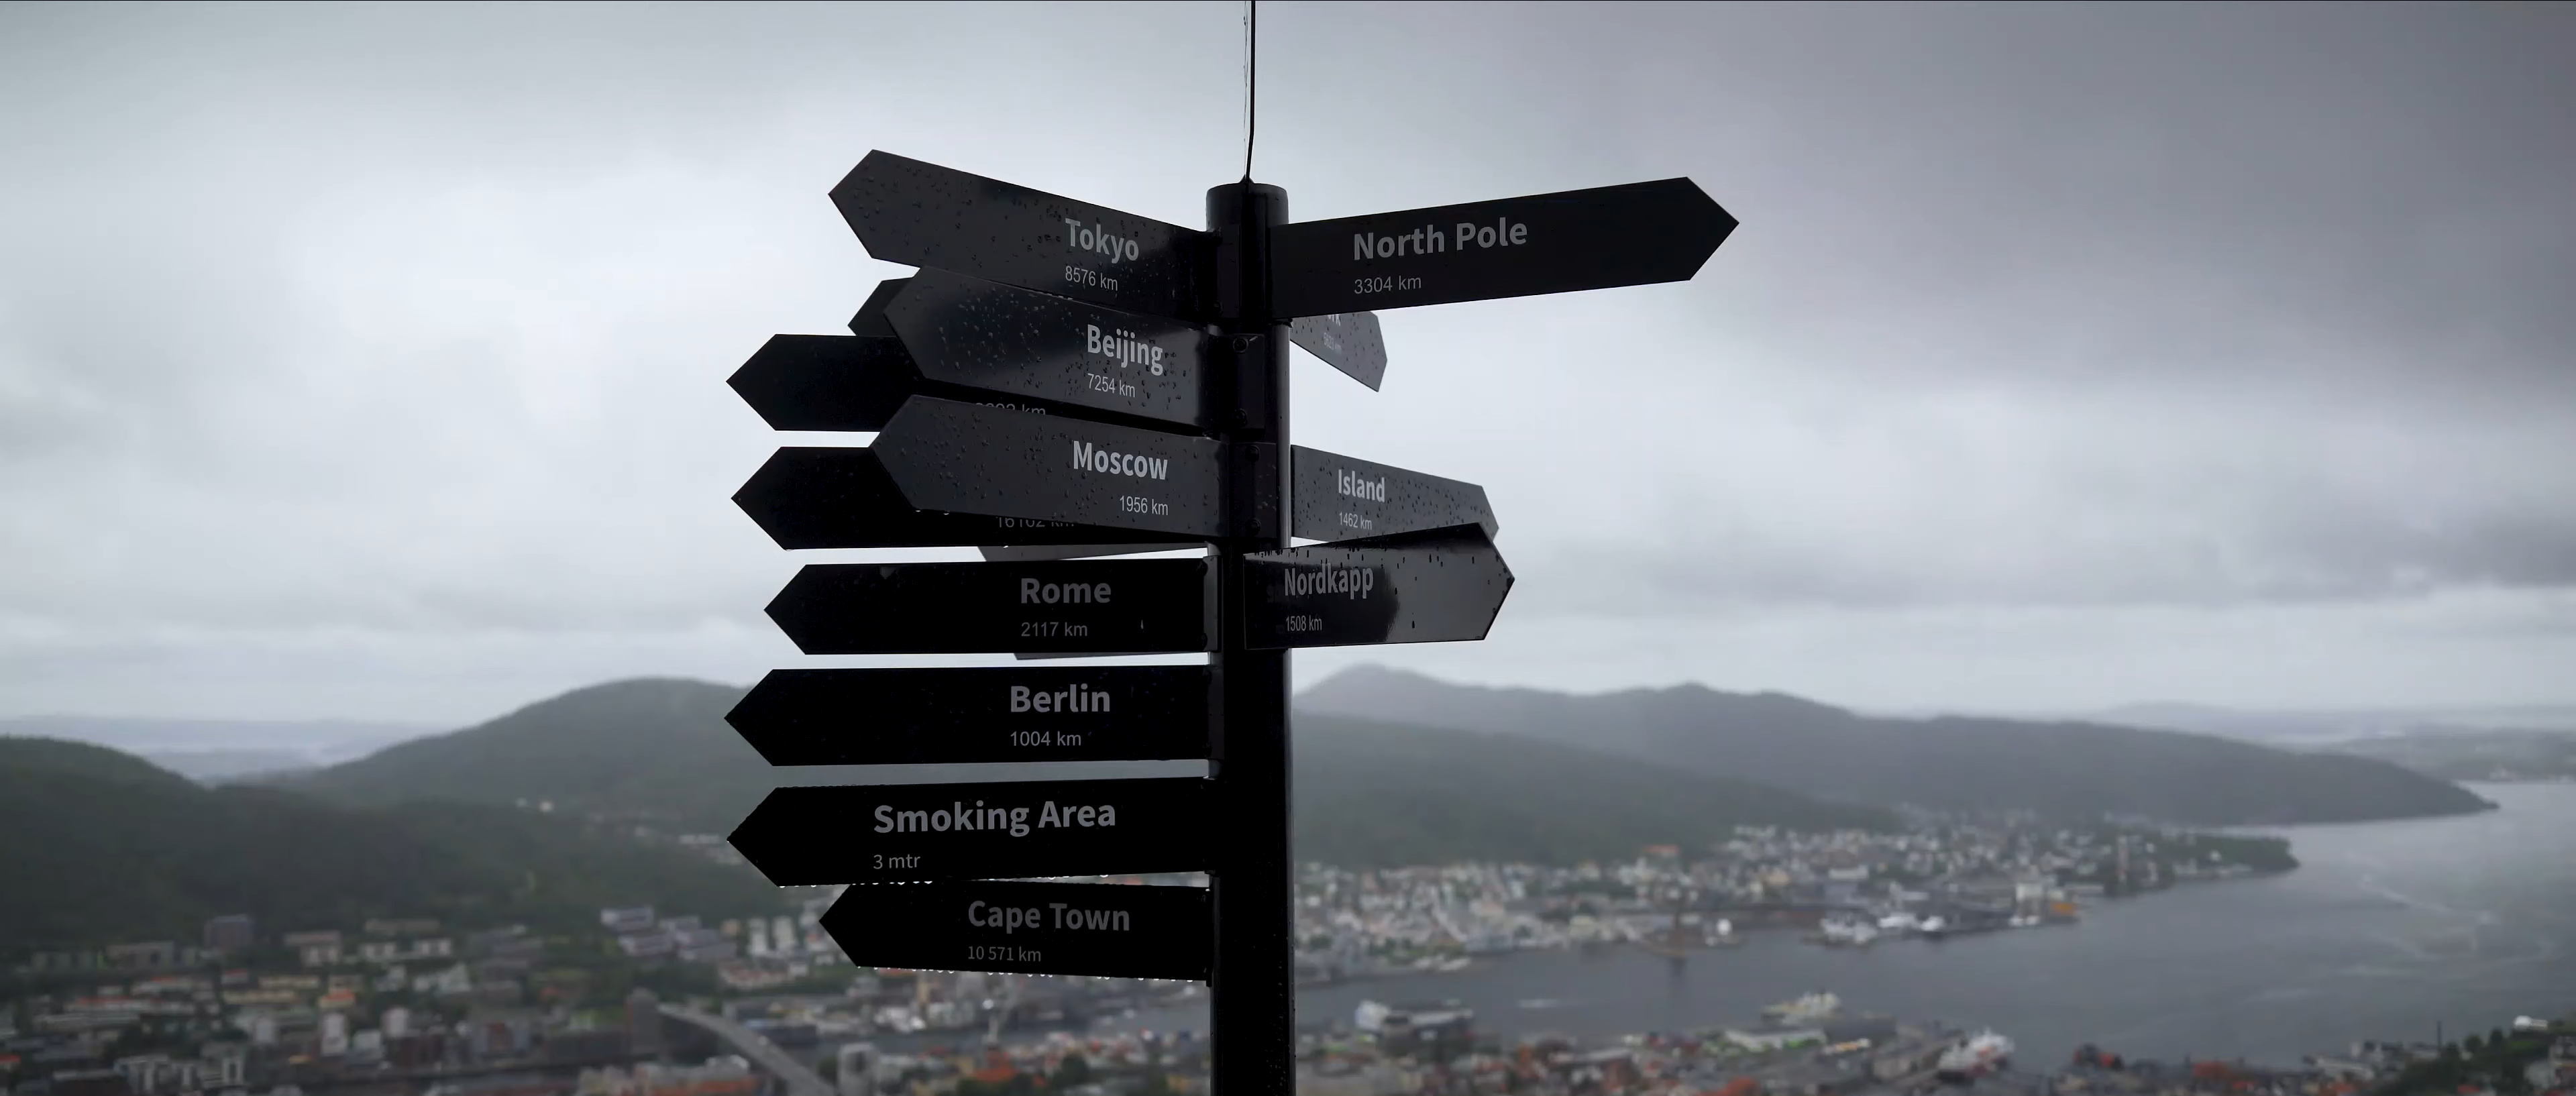 Tokyo
8576 km
North Pole
3304 km
Beijing
7254 km
km
Moscow
1956 km
Island
1462 km
Rome
2117 km
Nordkapp
1508 km
Berlin
1004 km
Smoking Area
3 mtr
Cape Town
10 571 km